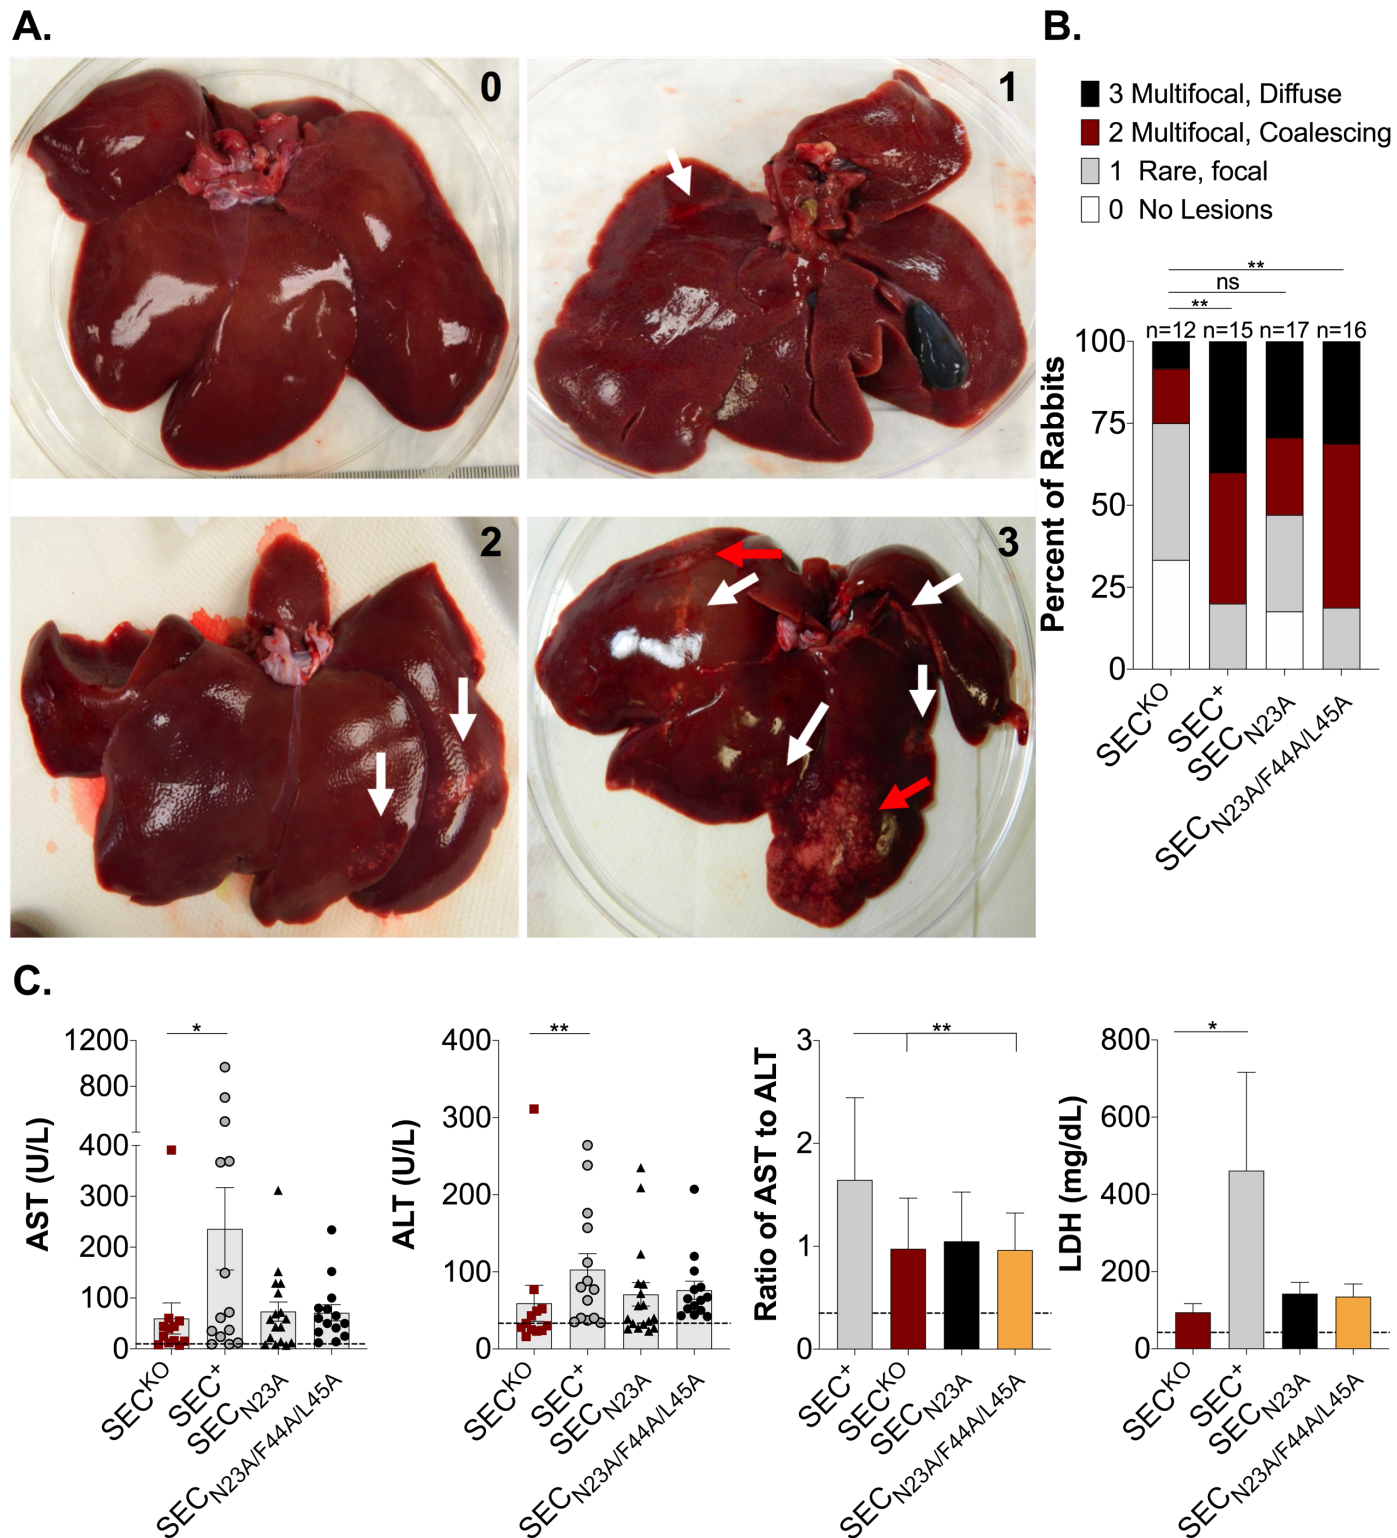 A.
0
1
2
3
B.
3 Multifocal, Diffuse
2 Multifocal, Coalescing
1 Rare, focal
0 No Lesions
**
ns
**
n=12 n=15 n=17 n=16
Percent of Rabbits
100
75
50
25
0
SECKO
SEC+
SECN23A
SECN23A/F44A/L45A
C.
AST (U/L)
1200
800
400
300
200
100
0
*
SECKO
SEC+
SECN23A
SECN23A/F44A/L45A
ALT (U/L)
400
300
200
100
0
**
SECKO
SEC+
SECN23A
SECN23A/F44A/L45A
Ratio of AST to ALT
3
2
1
0
**
SEC+
SECKO
SECN23A
SECN23A/F44A/L45A
LDH (mg/dL)
800
600
400
200
0
*
SECKO
SEC+
SECN23A
SECN23A/F44A/L45A